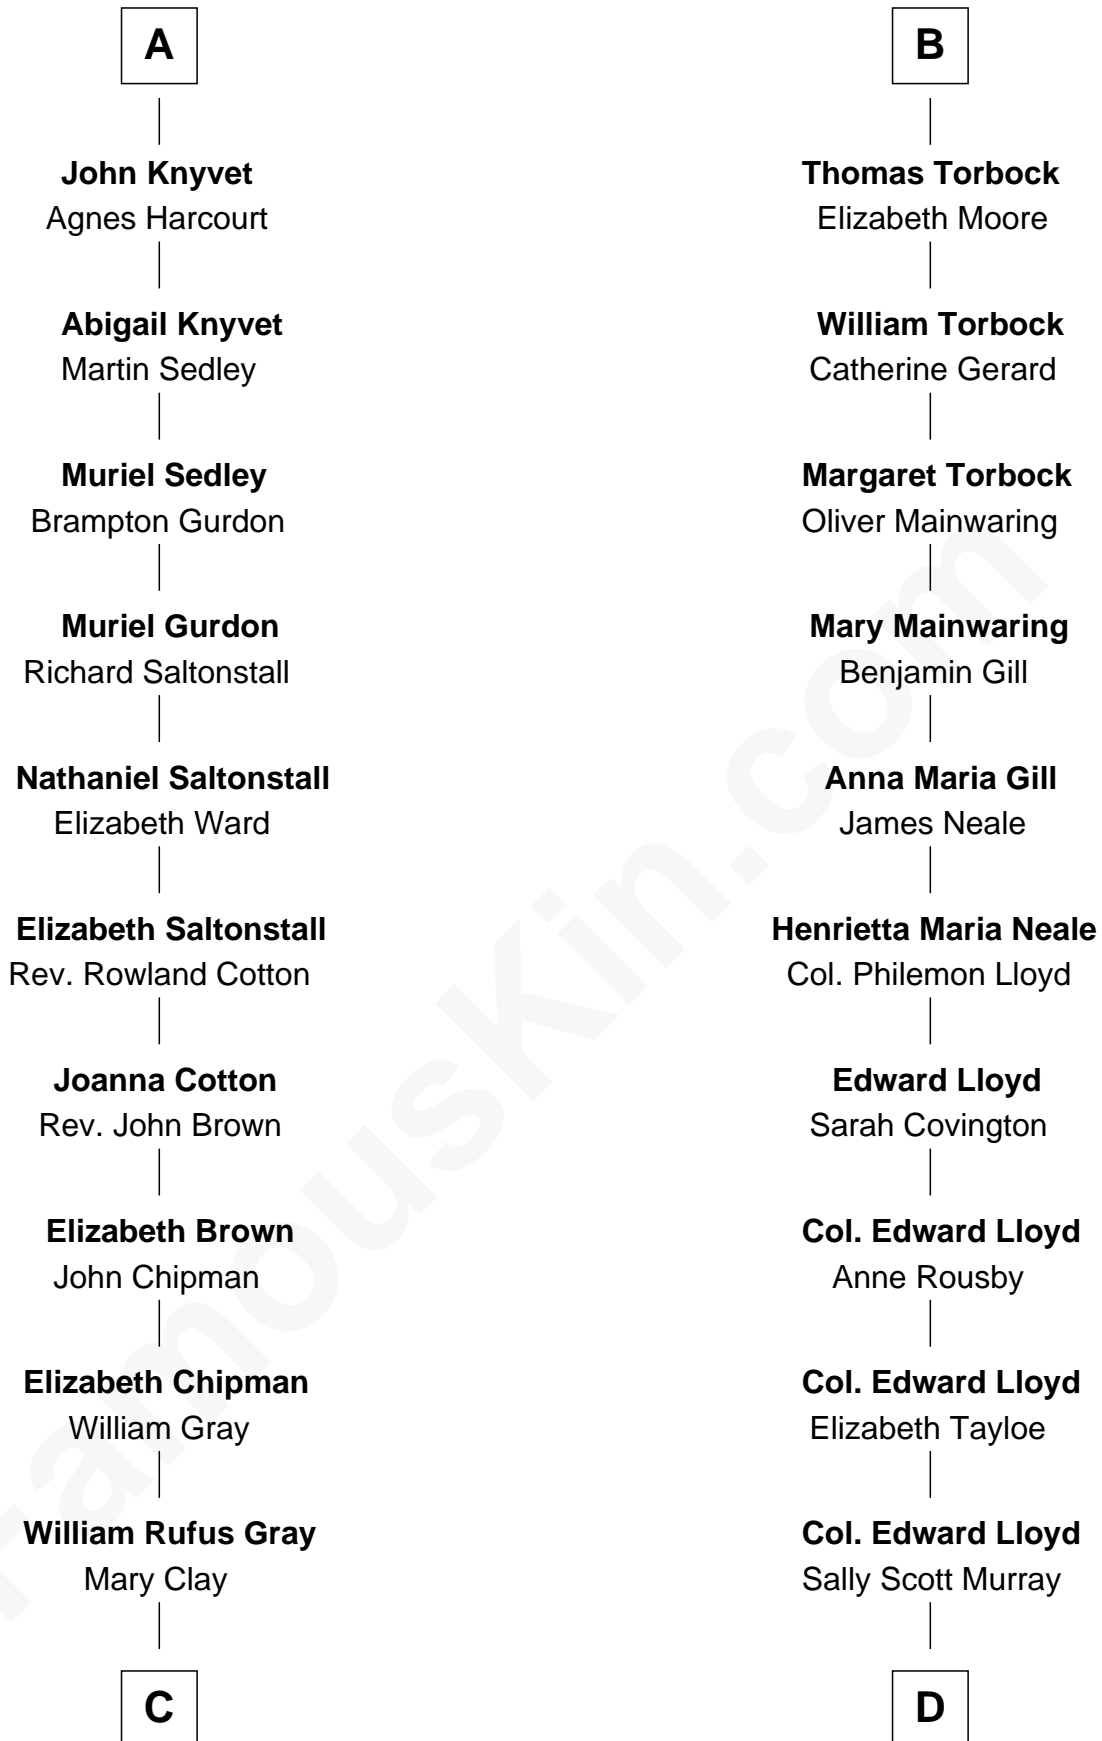 A
John Knyvet
Agnes Harcourt
Abigail Knyvet
Martin Sedley
Muriel Sedley
Brampton Gurdon
Muriel Gurdon
Richard Saltonstall
Nathaniel Saltonstall
Elizabeth Ward
Elizabeth Saltonstall
Rev. Rowland Cotton
Joanna Cotton
Rev. John Brown
Elizabeth Brown
John Chipman
Elizabeth Chipman
William Gray
William Rufus Gray
Mary Clay
C
B
Thomas Torbock
Elizabeth Moore
William Torbock
Catherine Gerard
Margaret Torbock
Oliver Mainwaring
Mary Mainwaring
Benjamin Gill
Anna Maria Gill
James Neale
Henrietta Maria Neale
Col. Philemon Lloyd
Edward Lloyd
Sarah Covington
Col. Edward Lloyd
Anne Rousby
Col. Edward Lloyd
Elizabeth Tayloe
Col. Edward Lloyd
Sally Scott Murray
D
FamousKin.com